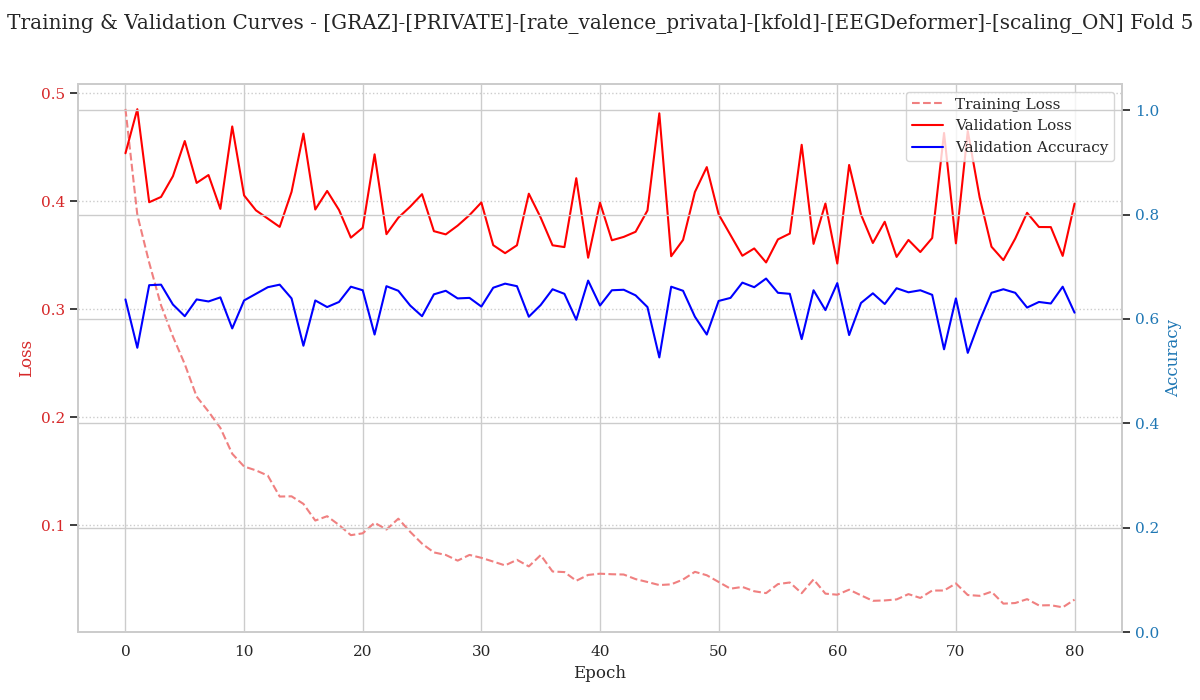 Training & Validation Curves - [GRAZ]-[PRIVATE]-[rate_valence_privata]-[kfold]-[EEGDeformer]-[scaling_ON] Fold 5
Training Loss
Validation Loss
Validation Accuracy
0.5
0.4
0.3
0.2
0.1
Loss
1.0
0.8
0.6
0.4
0.2
0.0
Accuracy
0 10 20 30 40 50 60 70 80
Epoch